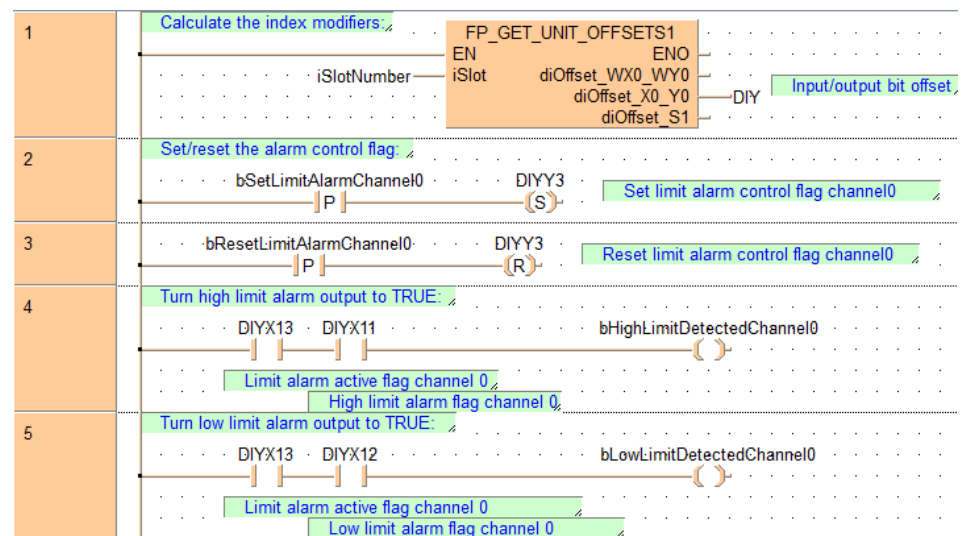 1
Calculate the index modifiers:
FP_GET_UNIT_OFFSETS1
EN ENO
iSlotNumber iSlot diOffset_WX0_WY0
Input/output bit offset
diOffset_X0_Y0 DIY
diOffset_S1
2
Set/reset the alarm control flag:
bSetLimitAlarmChannel0 DIYY3
Set limit alarm control flag channel0
P S
3
bResetLimitAlarmChannel0 DIYY3
Reset limit alarm control flag channel0
P R
4
Turn high limit alarm output to TRUE:
DIYX13 DIYX11 bHighLimitDetectedChannel0
Limit alarm active flag channel 0
High limit alarm flag channel 0
5
Turn low limit alarm output to TRUE:
DIYX13 DIYX12 bLowLimitDetectedChannel0
Limit alarm active flag channel 0
Low limit alarm flag channel 0